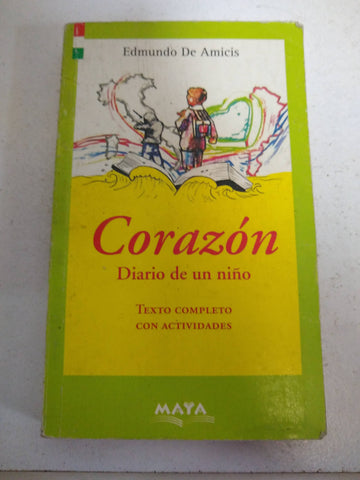 Edmundo De Amicis
Corazón
Diario de un niño
TEXTO COMPLETO
CON ACTIVIDADES
MAYA